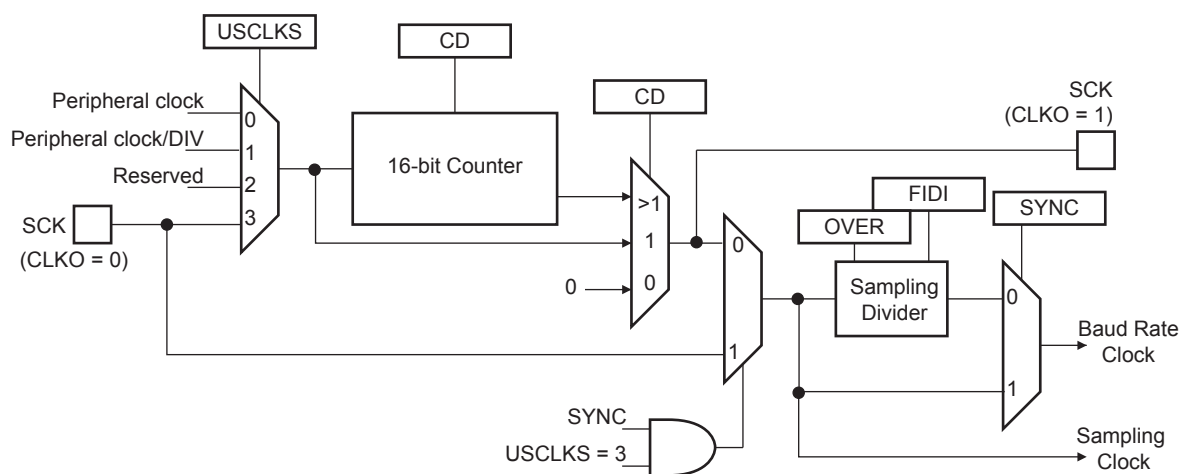 USCLKS
CD
CD
SCK
(CLKO = 1)
Peripheral clock
0
Peripheral clock/DIV
1
Reserved
2
SCK
3
(CLKO = 0)
16-bit Counter
>1
1
0
0
0
1
OVER
FIDI
SYNC
Sampling
Divider
0
1
Baud Rate
Clock
SYNC
USCLKS = 3
Sampling
Clock